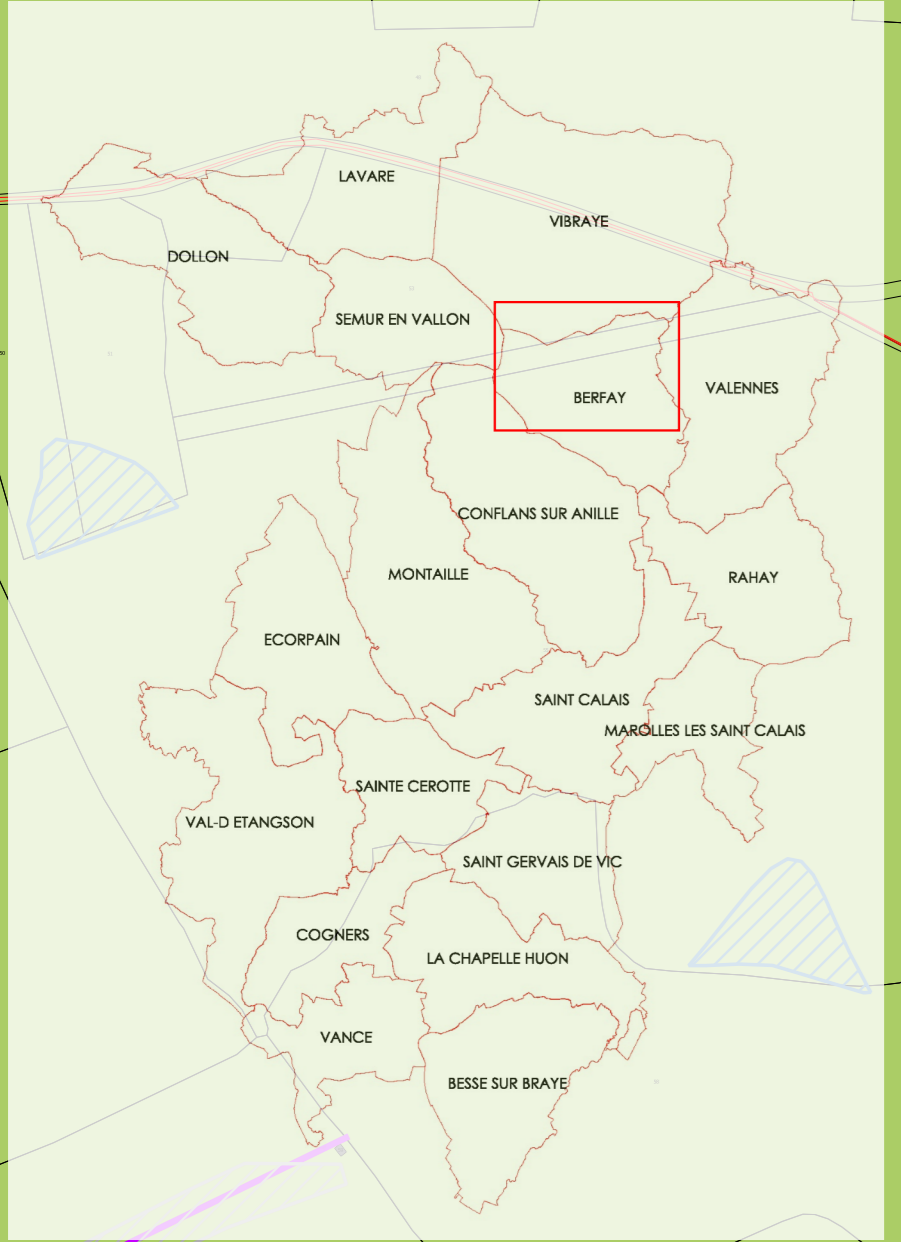 LAVARE
VIBRAYE
DOLLON
SEMUR EN VALLON
VALENNES
BERFAY
CONFLANS SUR ANILLE
MONTAILLE
RAHAY
ECORPAIN
SAINT CALAIS
MAROLLES LES SAINT CALAIS
SAINTE CEROTTE
VAL-D ETANGSON
SAINT GERVAIS DE VIC
COGNERS
LA CHAPELLE HUON
VANCE
BESSE SUR BRAYE